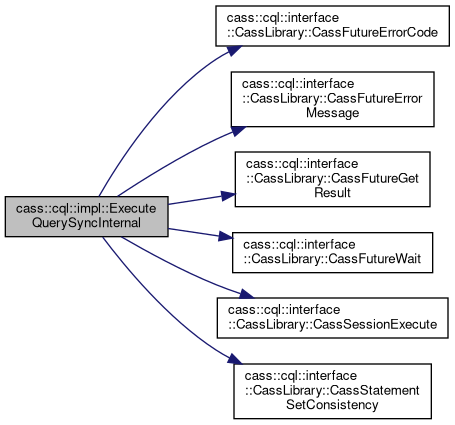 cass::cql::interface
::CassLibrary::CassFutureErrorCode
cass::cql::interface
::CassLibrary::CassFutureError
Message
cass::cql::interface
::CassLibrary::CassFutureGet
Result
cass::cql::impl::Execute
QuerySyncInternal
cass::cql::interface
::CassLibrary::CassFutureWait
cass::cql::interface
::CassLibrary::CassSessionExecute
cass::cql::interface
::CassLibrary::CassStatement
SetConsistency